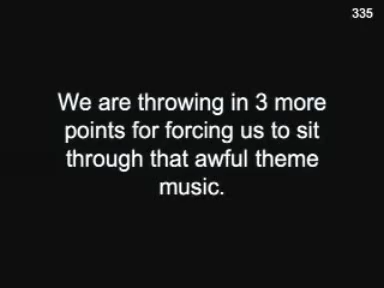 335
We are throwing in 3 more
points for forcing us to sit
through that awful theme
music.